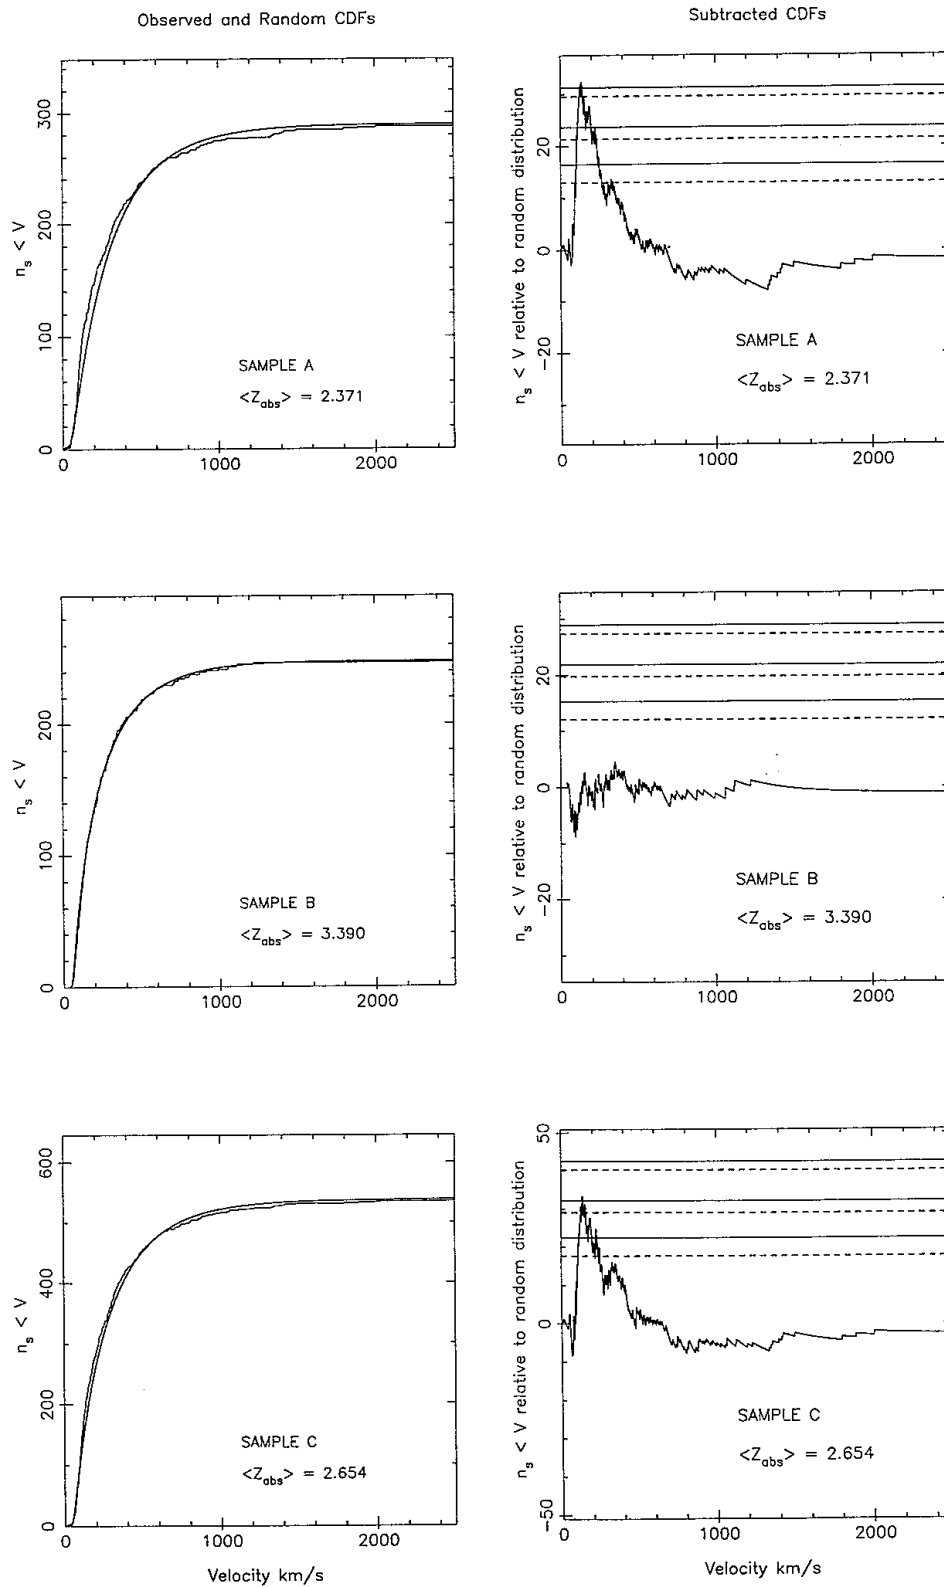 Observed and Random CDFs
Subtracted CDFs
n_s < V
300
200
100
0
0
1000
2000
SAMPLE A
<Z_abs> = 2.371
n_s < V relative to random distribution
20
0
-20
0
1000
2000
SAMPLE A
<Z_abs> = 2.371
n_s < V
200
100
0
0
1000
2000
SAMPLE B
<Z_abs> = 3.390
n_s < V relative to random distribution
20
0
-20
0
1000
2000
SAMPLE B
<Z_abs> = 3.390
n_s < V
600
400
200
0
0
1000
2000
SAMPLE C
<Z_abs> = 2.654
Velocity km/s
n_s < V relative to random distribution
50
0
-50
0
1000
2000
SAMPLE C
<Z_abs> = 2.654
Velocity km/s